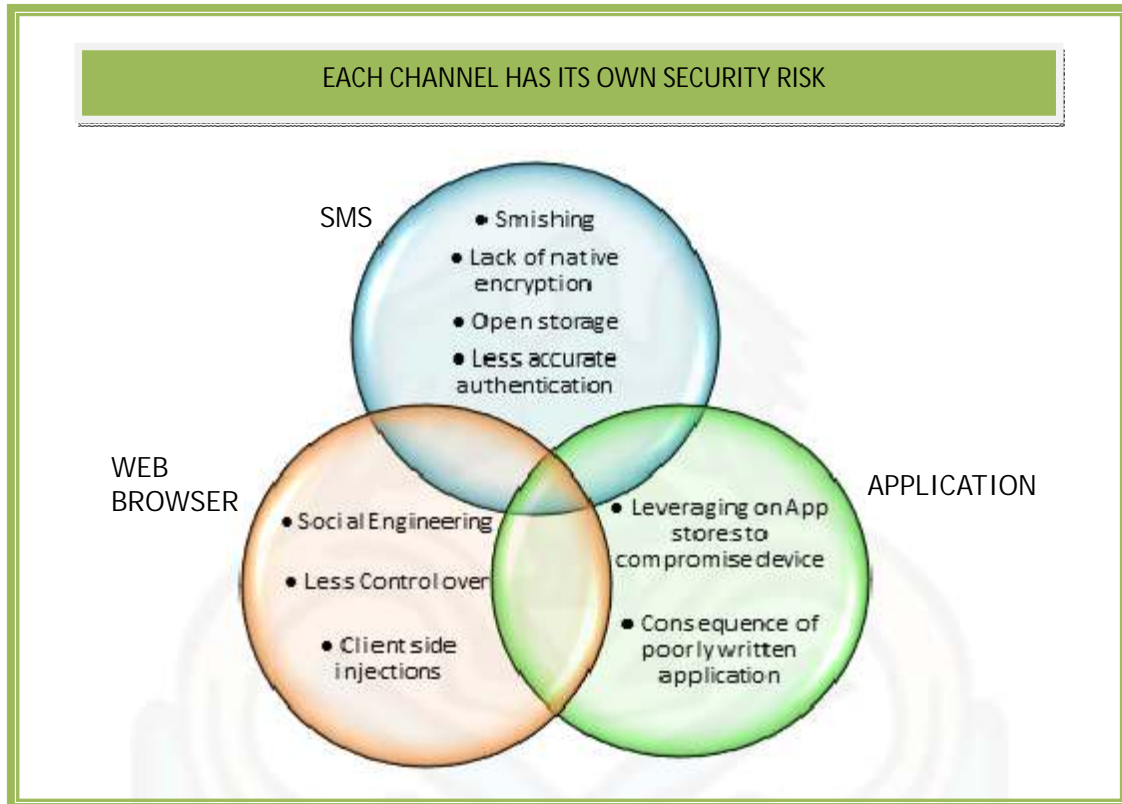 EACH CHANNEL HAS ITS OWN SECURITY RISK
SMS
● Smishing
● Lack of native
encryption
● Open storage
● Less accurate
authentication
WEB
BROWSER
● Social Engineering
● Less Control over
● Client side
injections
APPLICATION
● Leveraging on App
stores to
compromise device
● Consequence of
poorly written
application